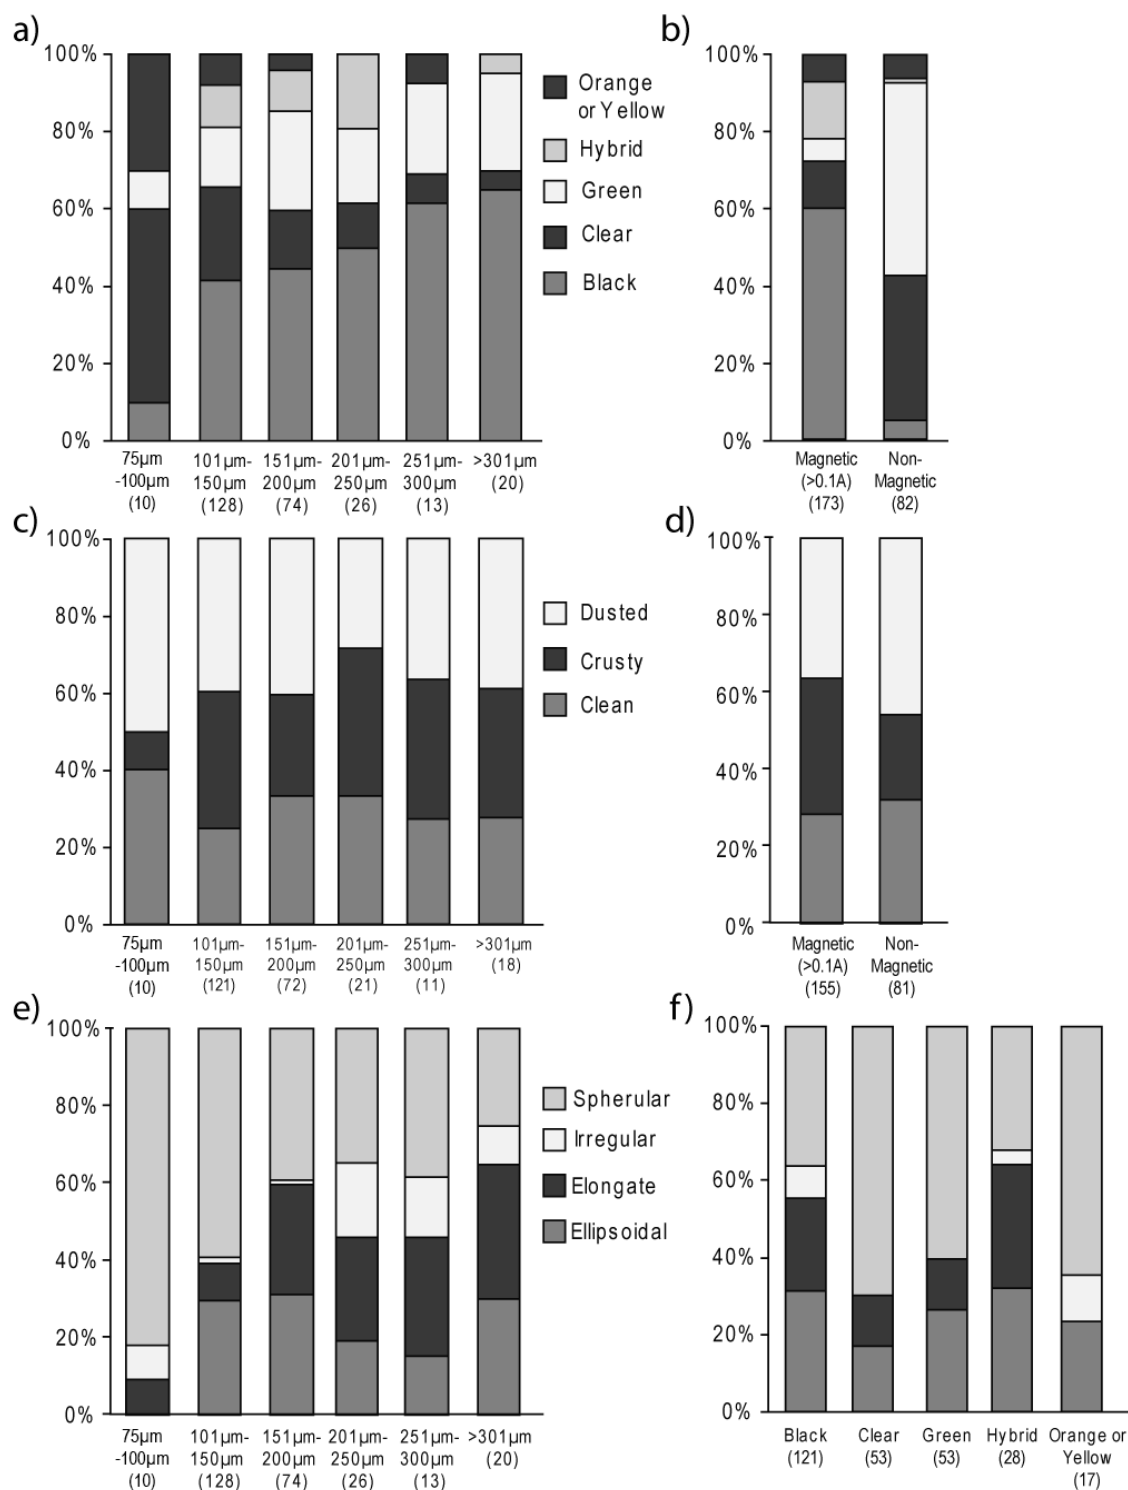 a)
100%
80%
60%
40%
20%
0%
75µm
-100µm
(10)
101µm-
150µm
(128)
151µm-
200µm
(74)
201µm-
250µm
(26)
251µm-
300µm
(13)
>301µm
(20)
Orange
or Yellow
Hybrid
Green
Clear
Black
b)
100%
80%
60%
40%
20%
0%
Magnetic
(>0.1A)
(173)
Non-
Magnetic
(82)
c)
100%
80%
60%
40%
20%
0%
75µm
-100µm
(10)
101µm-
150µm
(121)
151µm-
200µm
(72)
201µm-
250µm
(21)
251µm-
300µm
(11)
>301µm
(18)
Dusted
Crusty
Clean
d)
100%
80%
60%
40%
20%
0%
Magnetic
(>0.1A)
(155)
Non-
Magnetic
(81)
e)
100%
80%
60%
40%
20%
0%
75µm
-100µm
(10)
101µm-
150µm
(128)
151µm-
200µm
(74)
201µm-
250µm
(26)
251µm-
300µm
(13)
>301µm
(20)
Spherular
Irregular
Elongate
Ellipsoidal
f)
100%
80%
60%
40%
20%
0%
Black
(121)
Clear
(53)
Green
(53)
Hybrid
(28)
Orange or
Yellow
(17)